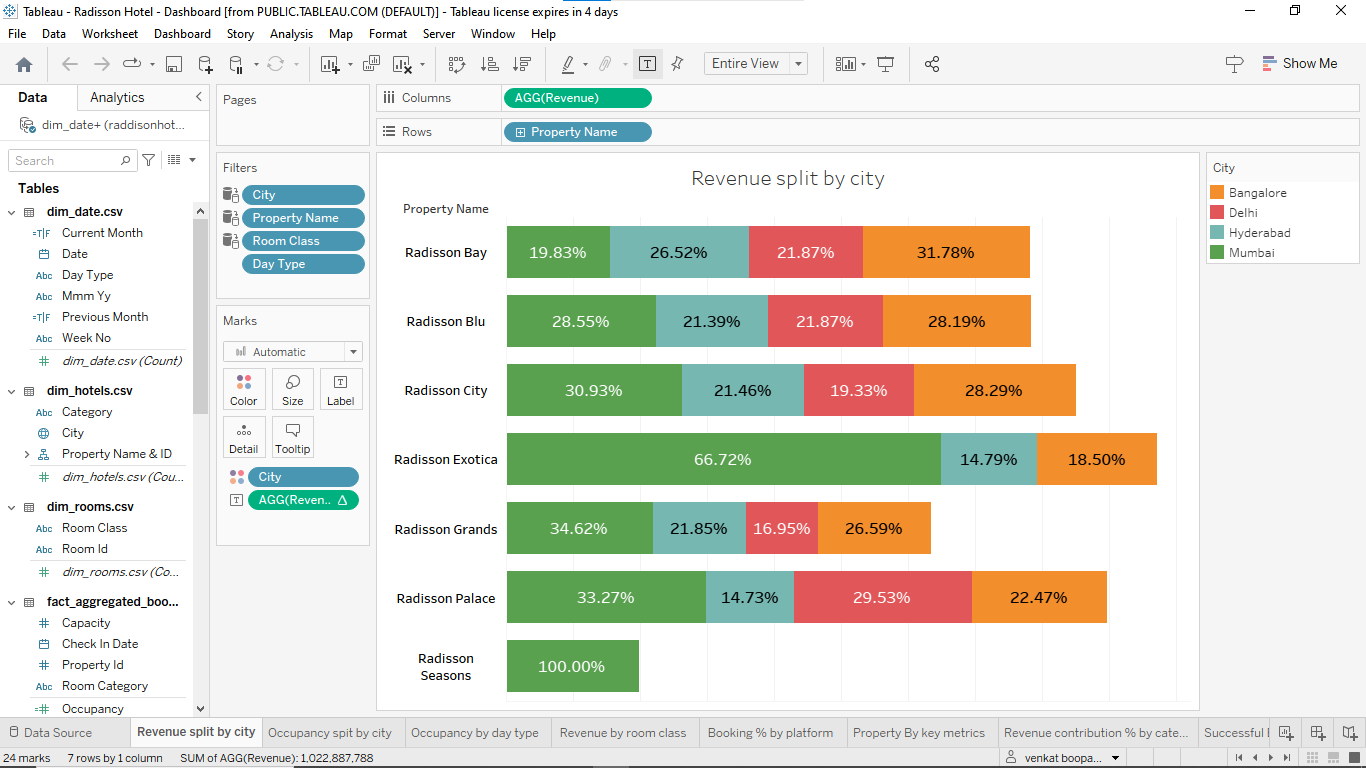 Tableau - Radisson Hotel - Dashboard [from PUBLIC.TABLEAU.COM (DEFAULT)] - Tableau license expires in 4 days
File Data Worksheet Dashboard Story Analysis Map Format Server Window Help
Entire View
Show Me
Data Analytics
dim_date+ (raddisonhot...
Search
Tables
dim_date.csv
Current Month
Date
Abc Day Type
Abc Mmm Yy
Previous Month
Abc Week No
dim_date.csv (Count)
dim_hotels.csv
Abc Category
City
Property Name & ID
dim_hotels.csv (Cou...
dim_rooms.csv
Abc Room Class
Abc Room Id
dim_rooms.csv (Co...
fact_aggregated_boo...
Capacity
Check In Date
Property Id
Abc Room Category
Occupancy
Pages
Filters
City
Property Name
Room Class
Day Type
Marks
Automatic
Color Size Label
Detail Tooltip
City
AGG(Reven..
Columns AGG(Revenue)
Rows Property Name
Revenue split by city
Property Name
Radisson Bay 19.83% 26.52% 21.87% 31.78%
Radisson Blu 28.55% 21.39% 21.87% 28.19%
Radisson City 30.93% 21.46% 19.33% 28.29%
Radisson Exotica 66.72% 14.79% 18.50%
Radisson Grands 34.62% 21.85% 16.95% 26.59%
Radisson Palace 33.27% 14.73% 29.53% 22.47%
Radisson
Seasons
100.00%
City
Bangalore
Delhi
Hyderabad
Mumbai
Data Source Revenue split by city Occupancy spit by city Occupancy by day type Revenue by room class Booking % by platform Property By key metrics Revenue contribution % by cate... Successful
24 marks 7 rows by 1 column SUM of AGG(Revenue): 1,022,887,788 venkat boopa...